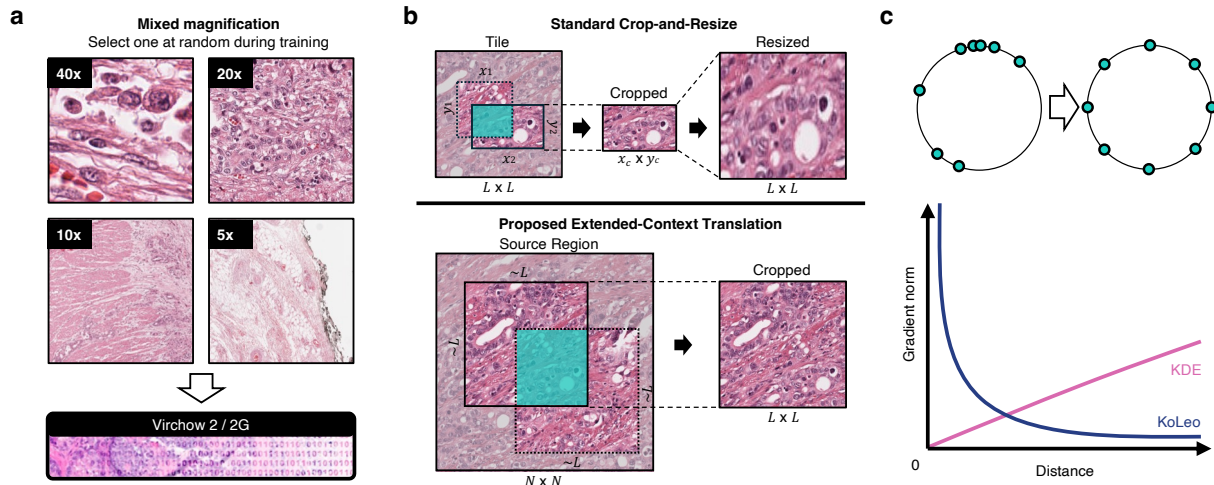 a
Mixed magnification
Select one at random during training
40x
20x
10x
5x
Virchow 2 / 2G
b
Standard Crop-and-Resize
Tile
x₁
y₁
y₂
x₂
L x L
Cropped
x_c x y_c
Resized
L x L
Proposed Extended-Context Translation
Source Region
~L
~L
~L
~L
N x N
Cropped
L x L
c
Gradient norm
KDE
KoLeo
0
Distance